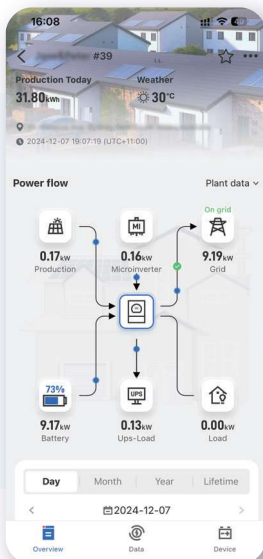 16:08
#39
Production Today
Weather
31.80kWh
30°C
2024-12-07 19:07:19 (UTC+11:00)
Power flow
Plant data
On grid
MI
0.17kW
0.16kW
9.19kW
Production
Microinverter
Grid
73%
UPS
9.17kW
0.13kW
0.00kW
Battery
Ups-Load
Load
Day
Month
Year
Lifetime
2024-12-07
Overview
Data
Device